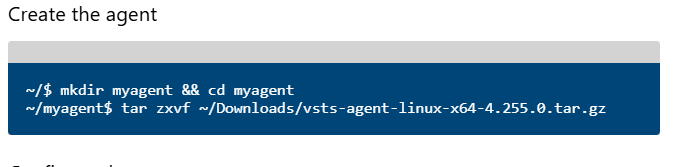 Create the agent
~/$ mkdir myagent && cd myagent
~/myagent$ tar zxvf ~/Downloads/vsts-agent-linux-x64-4.255.0.tar.gz